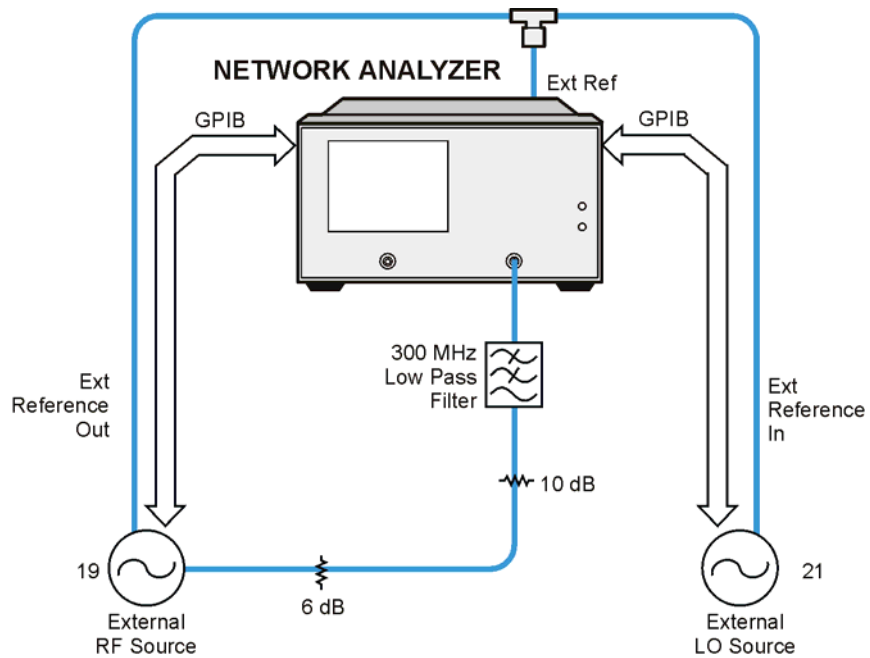 NETWORK ANALYZER
Ext Ref
GPIB
GPIB
300 MHz
Low Pass
Filter
Ext
Reference
Out
Ext
Reference
In
10 dB
19
6 dB
21
External
RF Source
External
LO Source